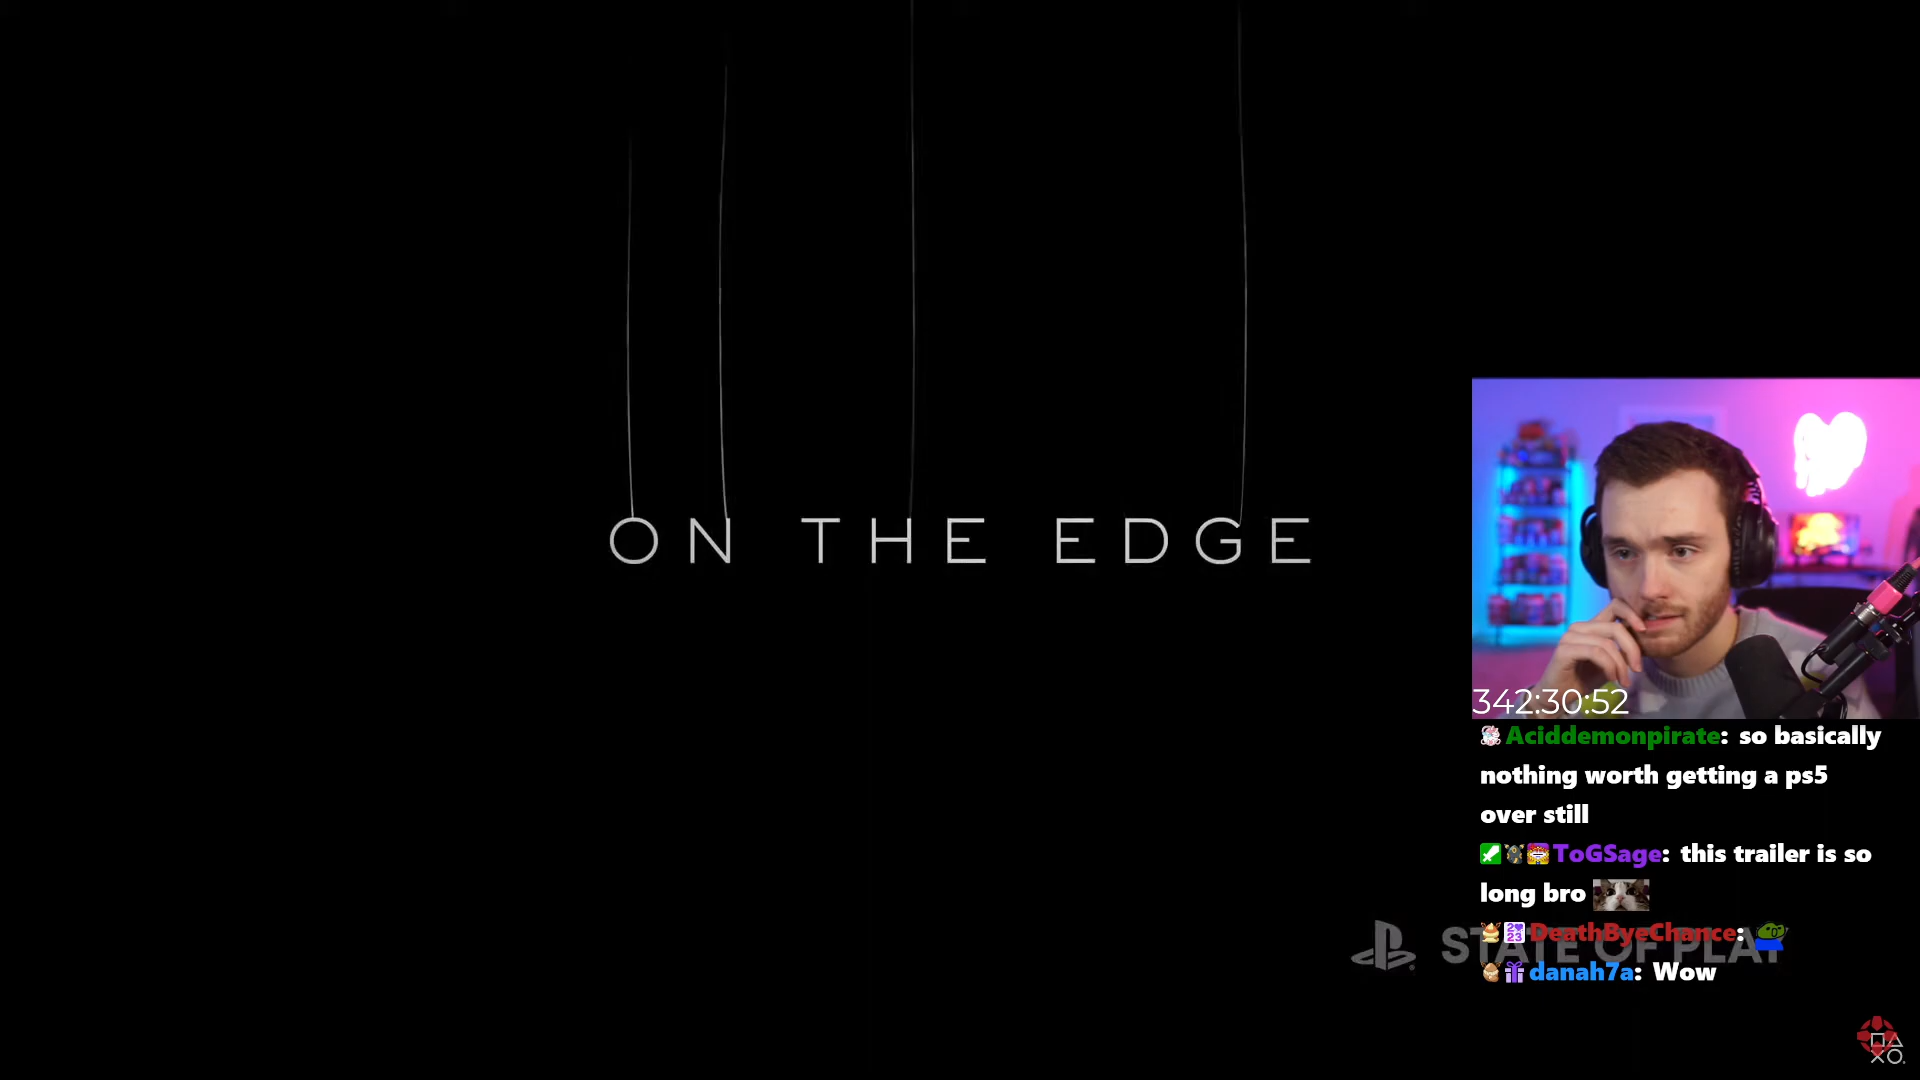 ON THE EDGE
342:30:52
Aciddemonpirate: so basically
nothing worth getting a ps5
over still
ToGSage: this trailer is so
long bro
DeathByeChance:
STATE OF PLAY
danah7a: Wow